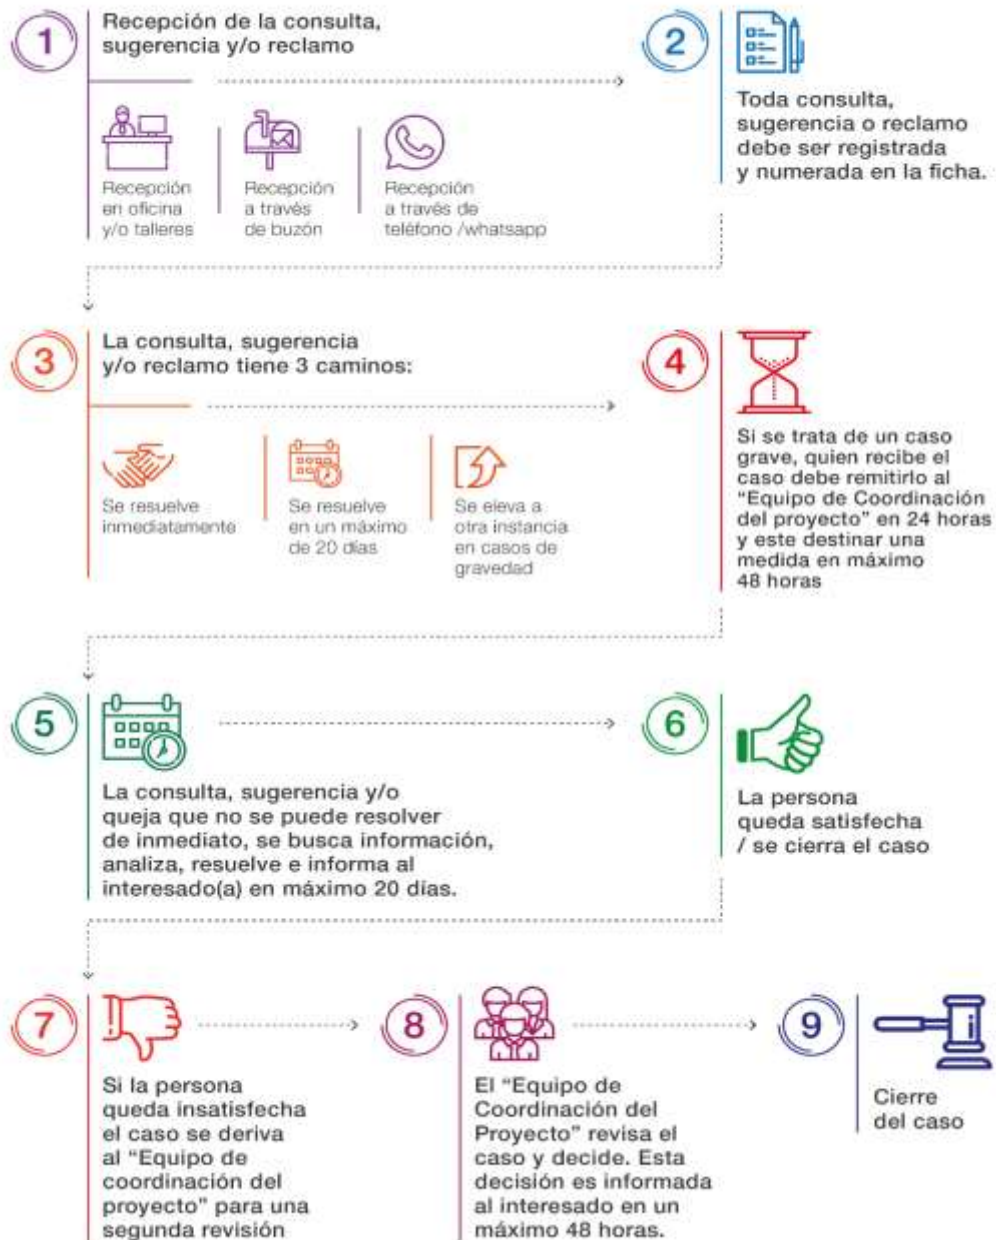 1
Recepción de la consulta,
sugerencia y/o reclamo
Recepción
en oficina
y/o talleres
Recepción
a través
de buzón
Recepción
a través de
teléfono /whatsapp
2
Toda consulta,
sugerencia o reclamo
debe ser registrada
y numerada en la ficha.
3
La consulta, sugerencia
y/o reclamo tiene 3 caminos:
Se resuelve
inmediatamente
Se resuelve
en un máximo
de 20 días
Se eleva a
otra instancia
en casos de
gravedad
4
Si se trata de un caso
grave, quien recibe el
caso debe remitirlo al
“Equipo de Coordinación
del proyecto” en 24 horas
y este destinar una
medida en máximo
48 horas
5
La consulta, sugerencia y/o
queja que no se puede resolver
de inmediato, se busca información,
analiza, resuelve e informa al
interesado(a) en máximo 20 días.
6
La persona
queda satisfecha
/ se cierra el caso
7
Si la persona
queda insatisfecha
el caso se deriva
al “Equipo de
coordinación del
proyecto” para una
segunda revisión
8
El “Equipo de
Coordinación del
Proyecto” revisa el
caso y decide. Esta
decisión es informada
al interesado en un
máximo 48 horas.
9
Cierre
del caso